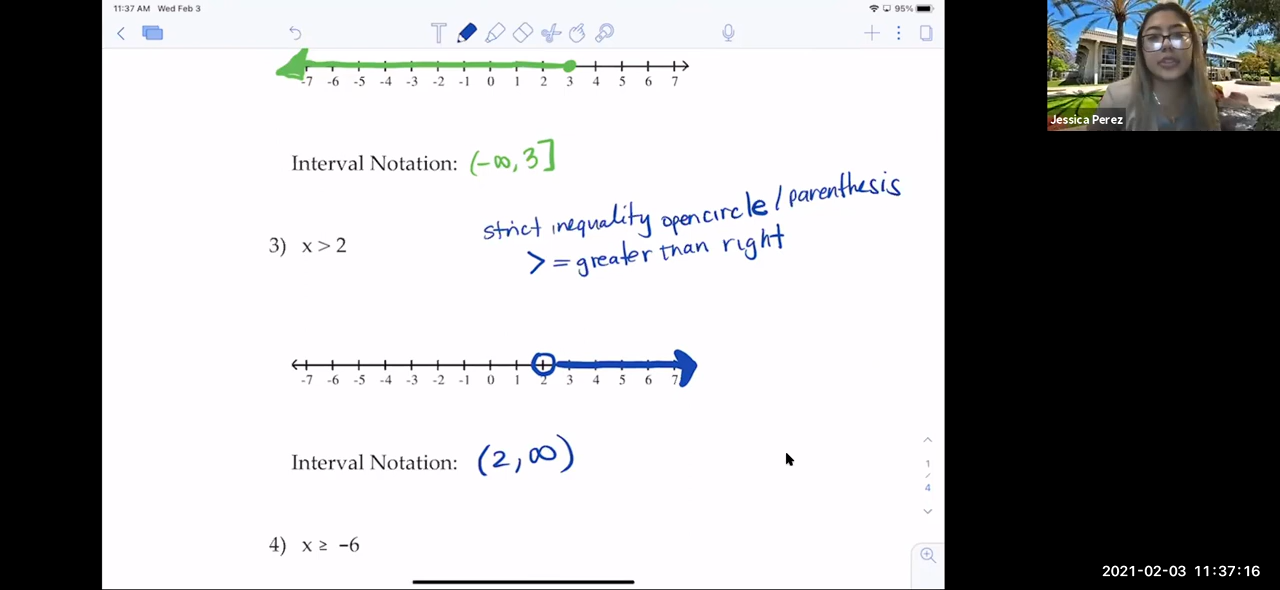 11:37 AM Wed Feb 3
95%
T
-7 -6 -5 -4 -3 -2 -1 0 1 2 3 4 5 6 7
Interval Notation: (-∞, 3]
strict inequality open circle / parenthesis
3) x > 2
> = greater than right
-7 -6 -5 -4 -3 -2 -1 0 1 2 3 4 5 6 7
Interval Notation: (2, ∞)
4) x ≥ -6
1
/
4
Jessica Perez
2021-02-03 11:37:16